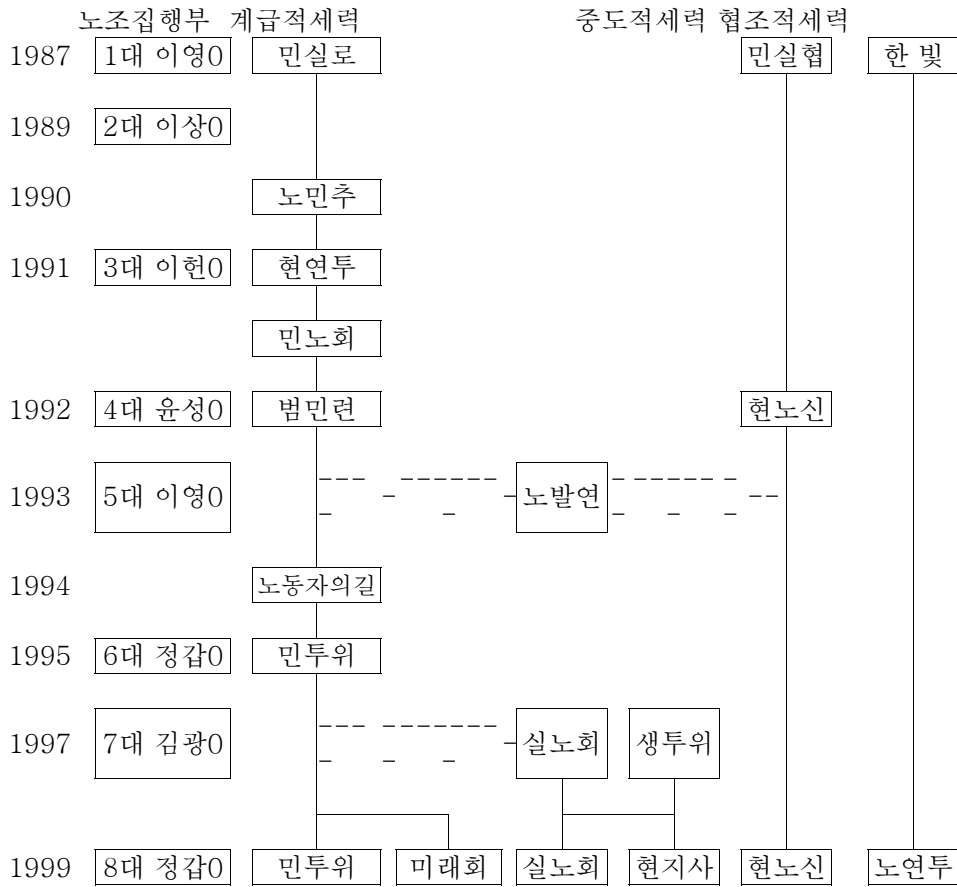 노조집행부 계급적세력 중도적세력 협조적세력
1987 1대 이영0 민실로 민실협 한 빛
1989 2대 이상0
1990 노민추
1991 3대 이헌0 현연투
민노회
1992 4대 윤성0 범민련 현노신
1993 5대 이영0 노발연
1994 노동자의길
1995 6대 정갑0 민투위
1997 7대 김광0 실노회 생투위
1999 8대 정갑0 민투위 미래회 실노회 현지사 현노신 노연투